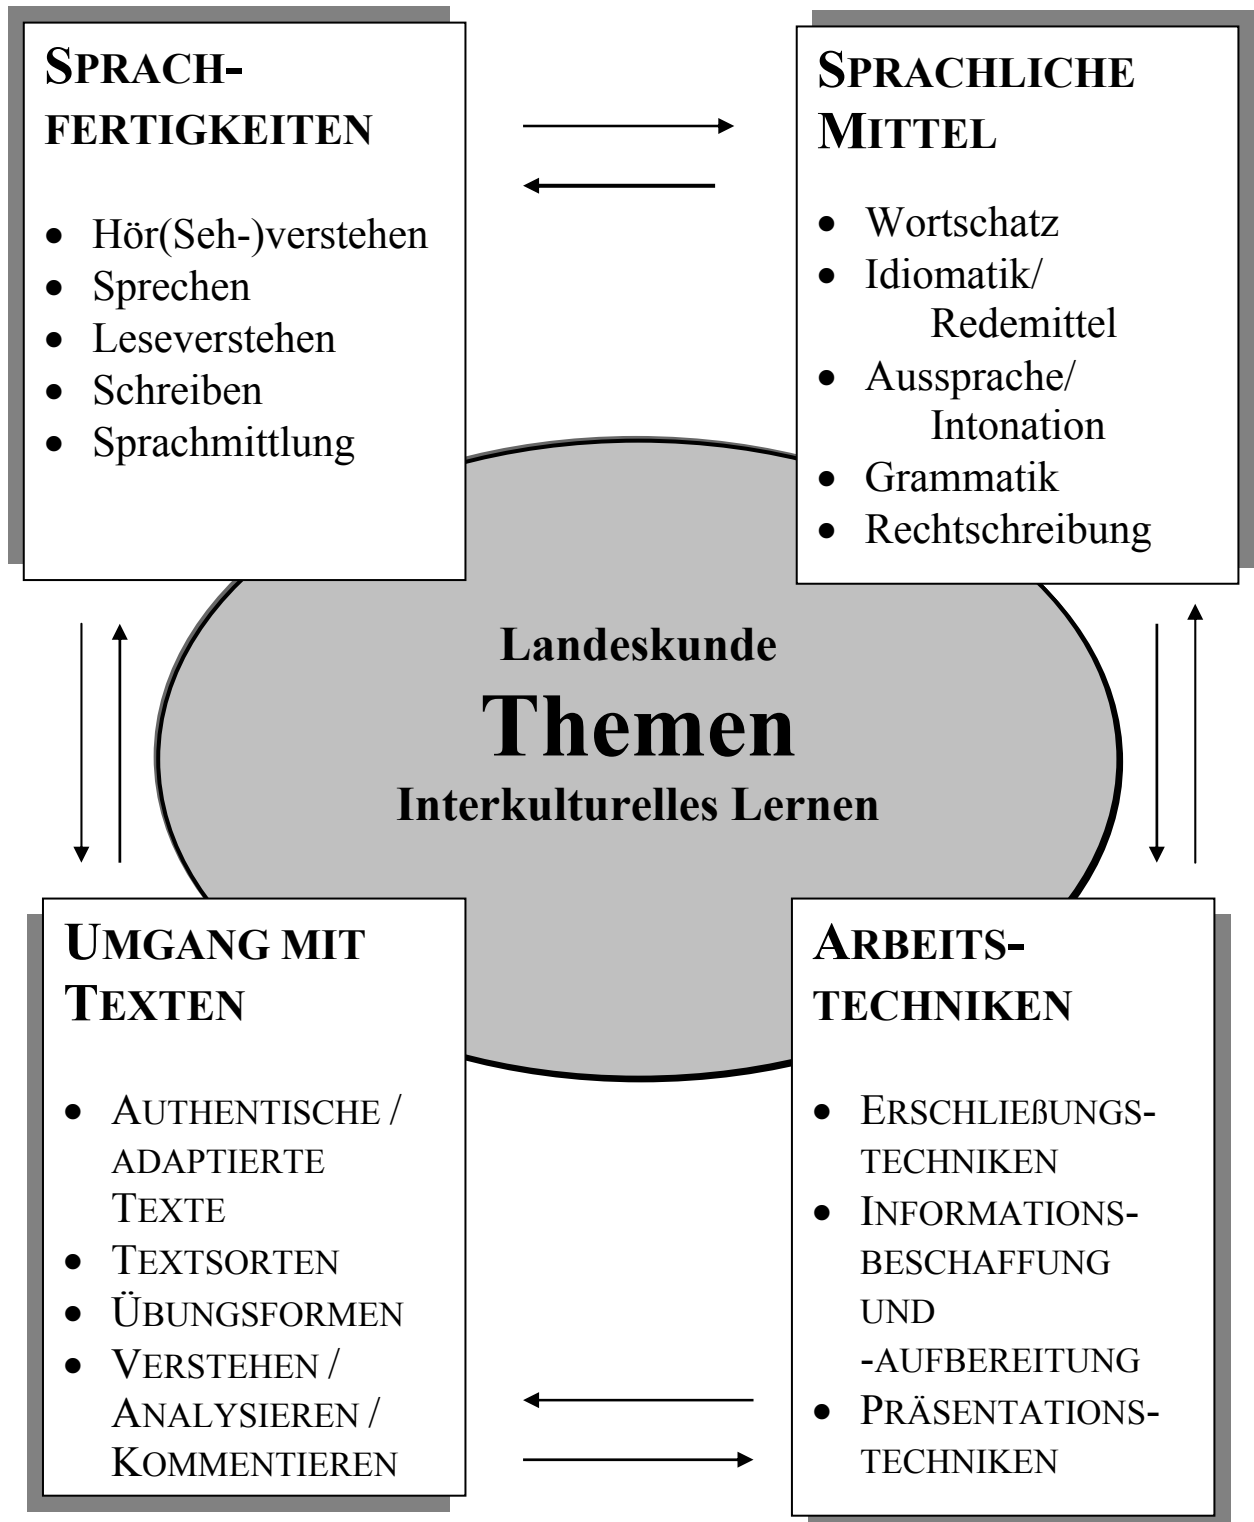 SPRACH-
FERTIGKEITEN
• Hör(Seh-)verstehen
• Sprechen
• Leseverstehen
• Schreiben
• Sprachmittlung
SPRACHLICHE
MITTEL
• Wortschatz
• Idiomatik/
Redemittel
• Aussprache/
Intonation
• Grammatik
• Rechtschreibung
Landeskunde
Themen
Interkulturelles Lernen
UMGANG MIT
TEXTEN
• AUTHENTISCHE /
ADAPTIERTE
TEXTE
• TEXTSORTEN
• ÜBUNGSFORMEN
• VERSTEHEN /
ANALYSIEREN /
KOMMENTIEREN
ARBEITS-
TECHNIKEN
• ERSCHLIEßUNGS-
TECHNIKEN
• INFORMATIONS-
BESCHAFFUNG
UND
-AUFBEREITUNG
• PRÄSENTATIONS-
TECHNIKEN